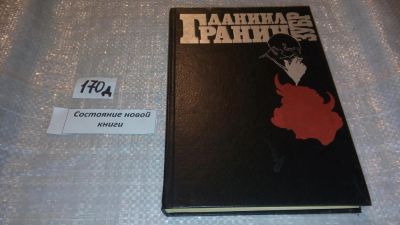 ДАНИИЛ
ГРАНИН
ЗУБР
170д
Состояние новой
книги